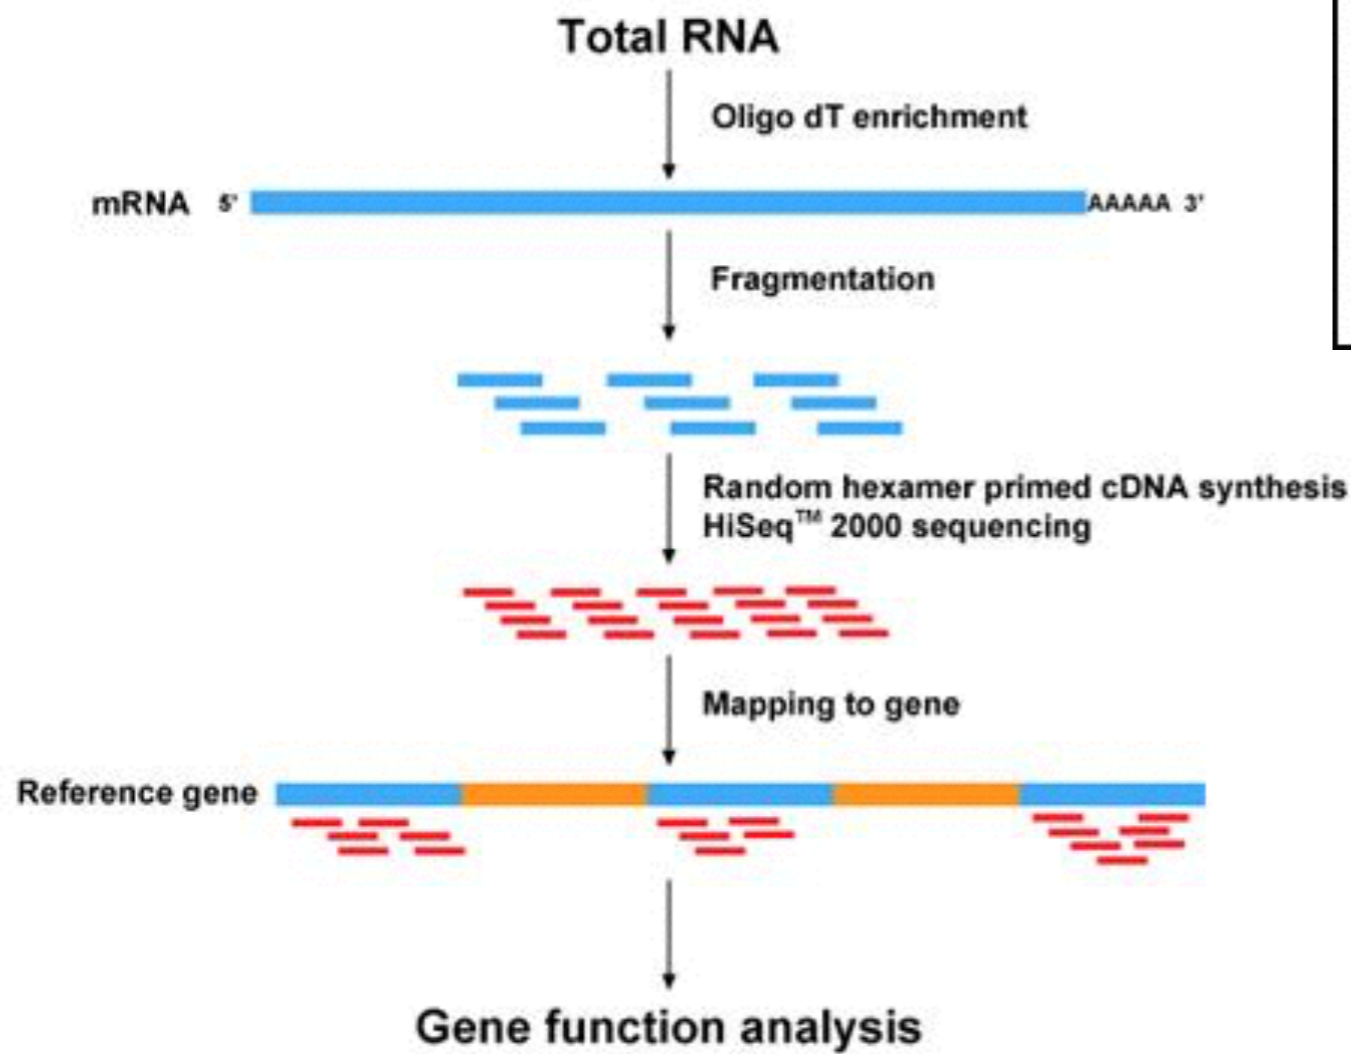 Total RNA
Oligo dT enrichment
mRNA 5' AAAAA 3'
Fragmentation
Random hexamer primed cDNA synthesis
HiSeq™ 2000 sequencing
Mapping to gene
Reference gene
Gene function analysis